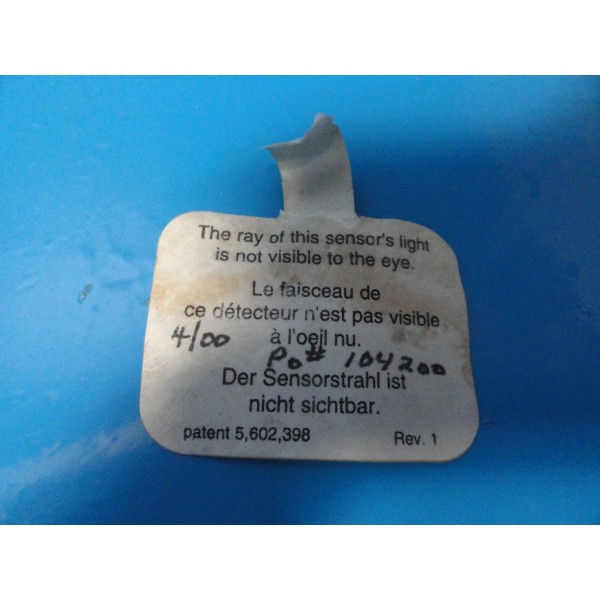 The ray of this sensor's light
is not visible to the eye.
Le faisceau de
ce détecteur n'est pas visible
à l'oeil nu.
4/00
Po# 104200
Der Sensorstrahl ist
nicht sichtbar.
patent 5,602,398 Rev. 1